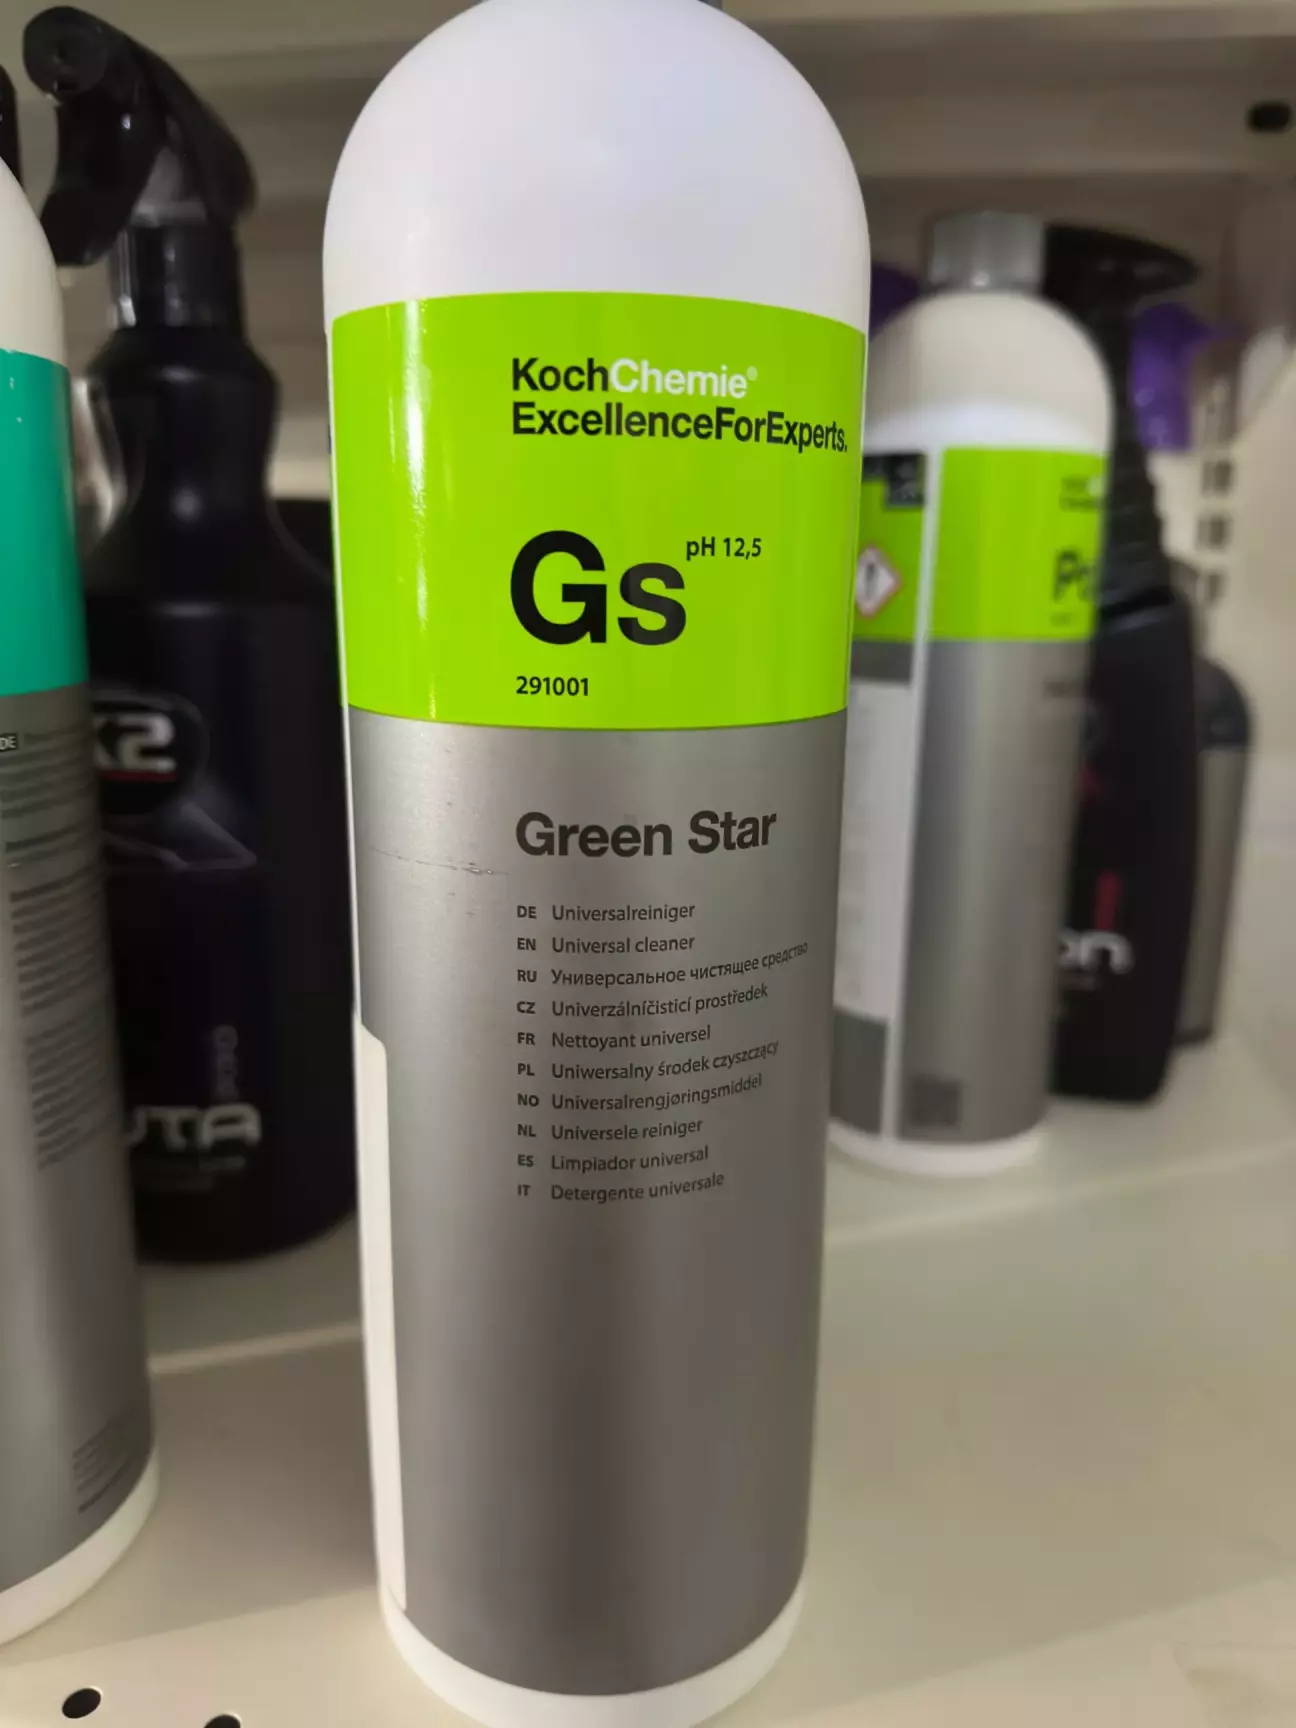 KochChemie®
ExcellenceForExperts.
Gs pH 12,5
291001
Green Star
DE Universalreiniger
EN Universal cleaner
RU Универсальное чистящее средство
CZ Univerzálníčisticí prostředek
FR Nettoyant universel
PL Uniwersalny środek czyszczący
NO Universalrengjøringsmiddel
NL Universele reiniger
ES Limpiador universal
IT Detergente universale
DE
K2